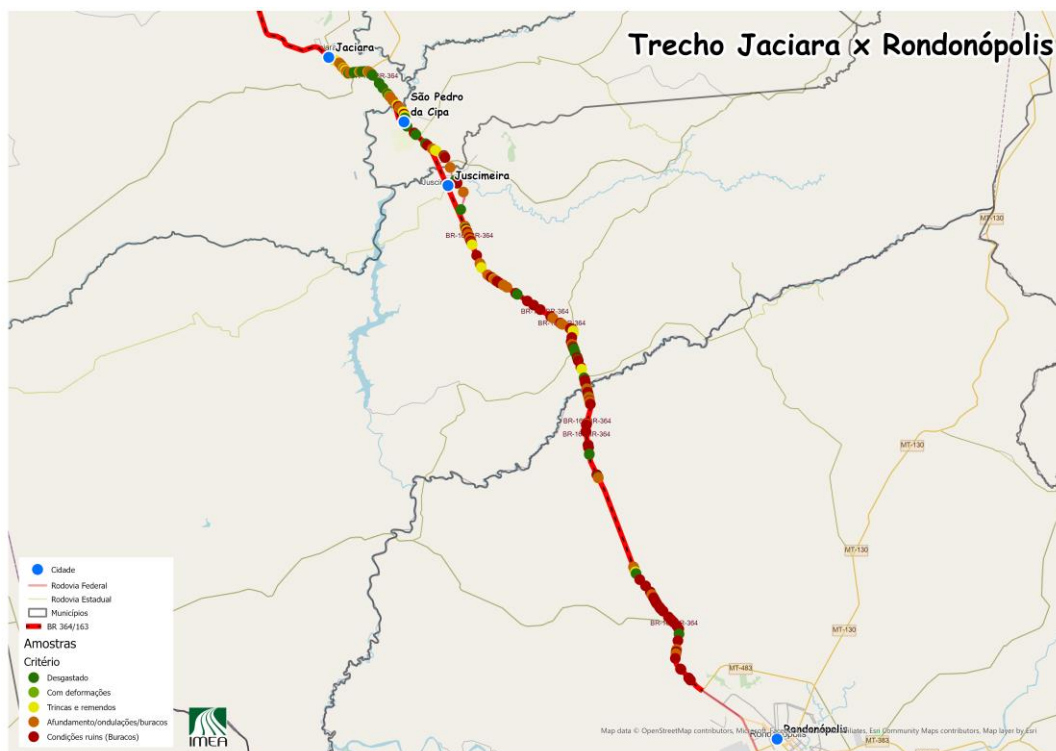 Trecho Jaciara x Rondonópolis
Jaciara
BR-364
São Pedro
da Cipa
Juscimeira
BR-364
BR-364
BR-364
MT-130
BR-364
BR-364
MT-130
MT-130
BR-364
MT-130
MT-483
Rondonópolis
MT-383
Cidade
Rodovia Federal
Rodovia Estadual
Municípios
BR 364/163
Amostras
Critério
Desgastado
Com deformações
Trincas e remendos
Afundamento/ondulações/buracos
Condições ruins (Buracos)
IMEA
Map data © OpenStreetMap contributors, Microsoft, Esri Community Maps contributors, Map layer by Esri